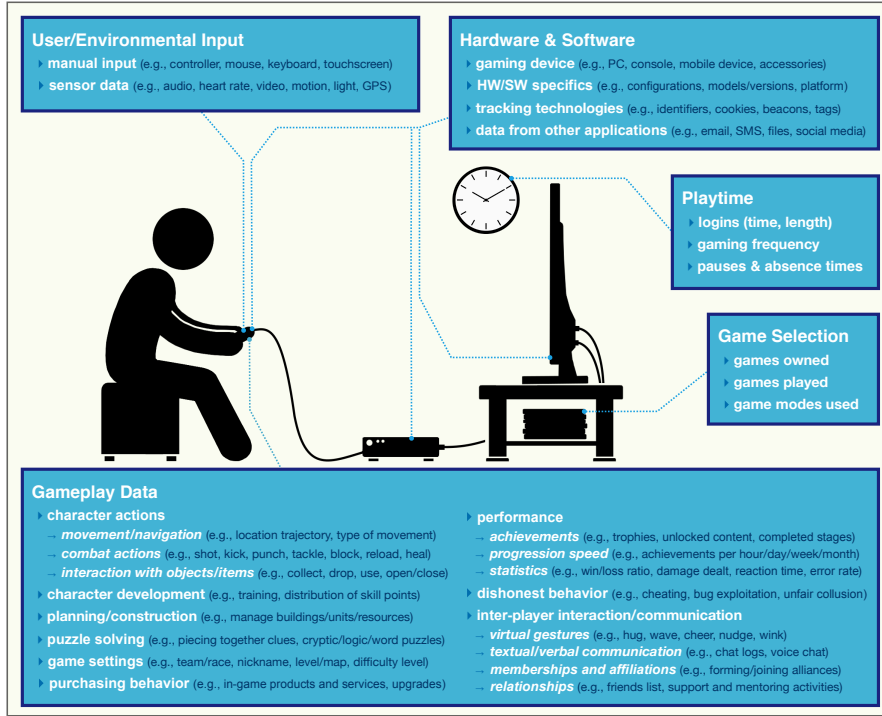 User/Environmental Input
manual input (e.g., controller, mouse, keyboard, touchscreen)
sensor data (e.g., audio, heart rate, video, motion, light, GPS)
Hardware & Software
gaming device (e.g., PC, console, mobile device, accessories)
HW/SW specifics (e.g., configurations, models/versions, platform)
tracking technologies (e.g., identifiers, cookies, beacons, tags)
data from other applications (e.g., email, SMS, files, social media)
Playtime
logins (time, length)
gaming frequency
pauses & absence times
Game Selection
games owned
games played
game modes used
Gameplay Data
character actions
→ movement/navigation (e.g., location trajectory, type of movement)
→ combat actions (e.g., shot, kick, punch, tackle, block, reload, heal)
→ interaction with objects/items (e.g., collect, drop, use, open/close)
character development (e.g., training, distribution of skill points)
planning/construction (e.g., manage buildings/units/resources)
puzzle solving (e.g., piecing together clues, cryptic/logic/word puzzles)
game settings (e.g., team/race, nickname, level/map, difficulty level)
purchasing behavior (e.g., in-game products and services, upgrades)
performance
→ achievements (e.g., trophies, unlocked content, completed stages)
→ progression speed (e.g., achievements per hour/day/week/month)
→ statistics (e.g., win/loss ratio, damage dealt, reaction time, error rate)
dishonest behavior (e.g., cheating, bug exploitation, unfair collusion)
inter-player interaction/communication
→ virtual gestures (e.g., hug, wave, cheer, nudge, wink)
→ textual/verbal communication (e.g., chat logs, voice chat)
→ memberships and affiliations (e.g., forming/joining alliances)
→ relationships (e.g., friends list, support and mentoring activities)